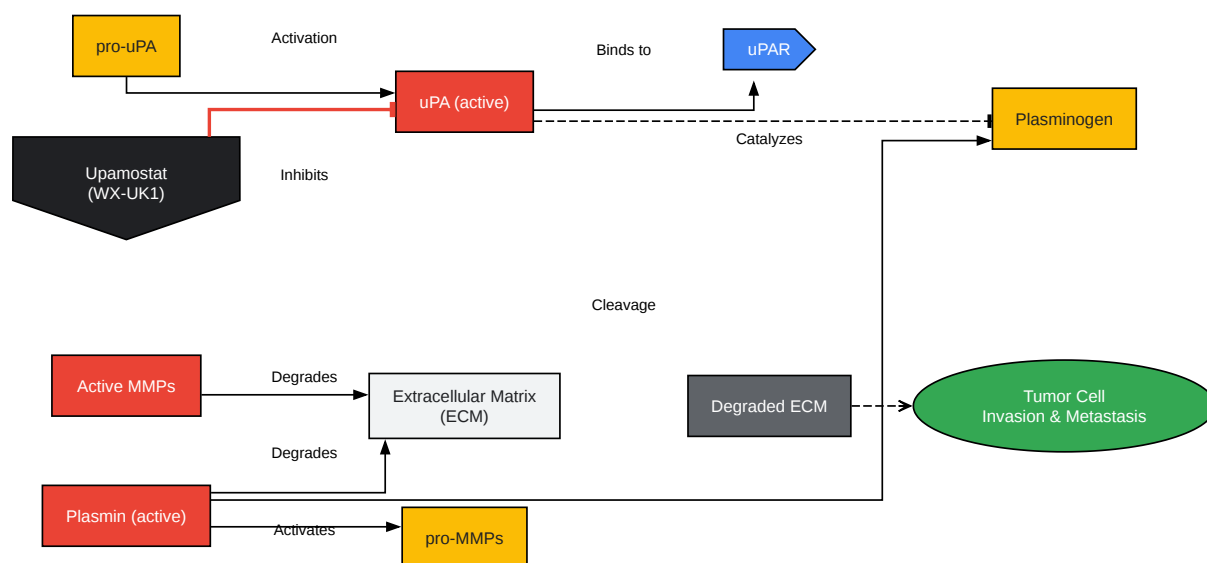 pro-uPA
Activation
Binds to
uPAR
uPA (active)
Catalyzes
Plasminogen
Upamostat
(WX-UK1)
Inhibits
Cleavage
Active MMPs
Degrades
Extracellular Matrix
(ECM)
Degraded ECM
Tumor Cell
Invasion & Metastasis
Degrades
Plasmin (active)
Activates
pro-MMPs